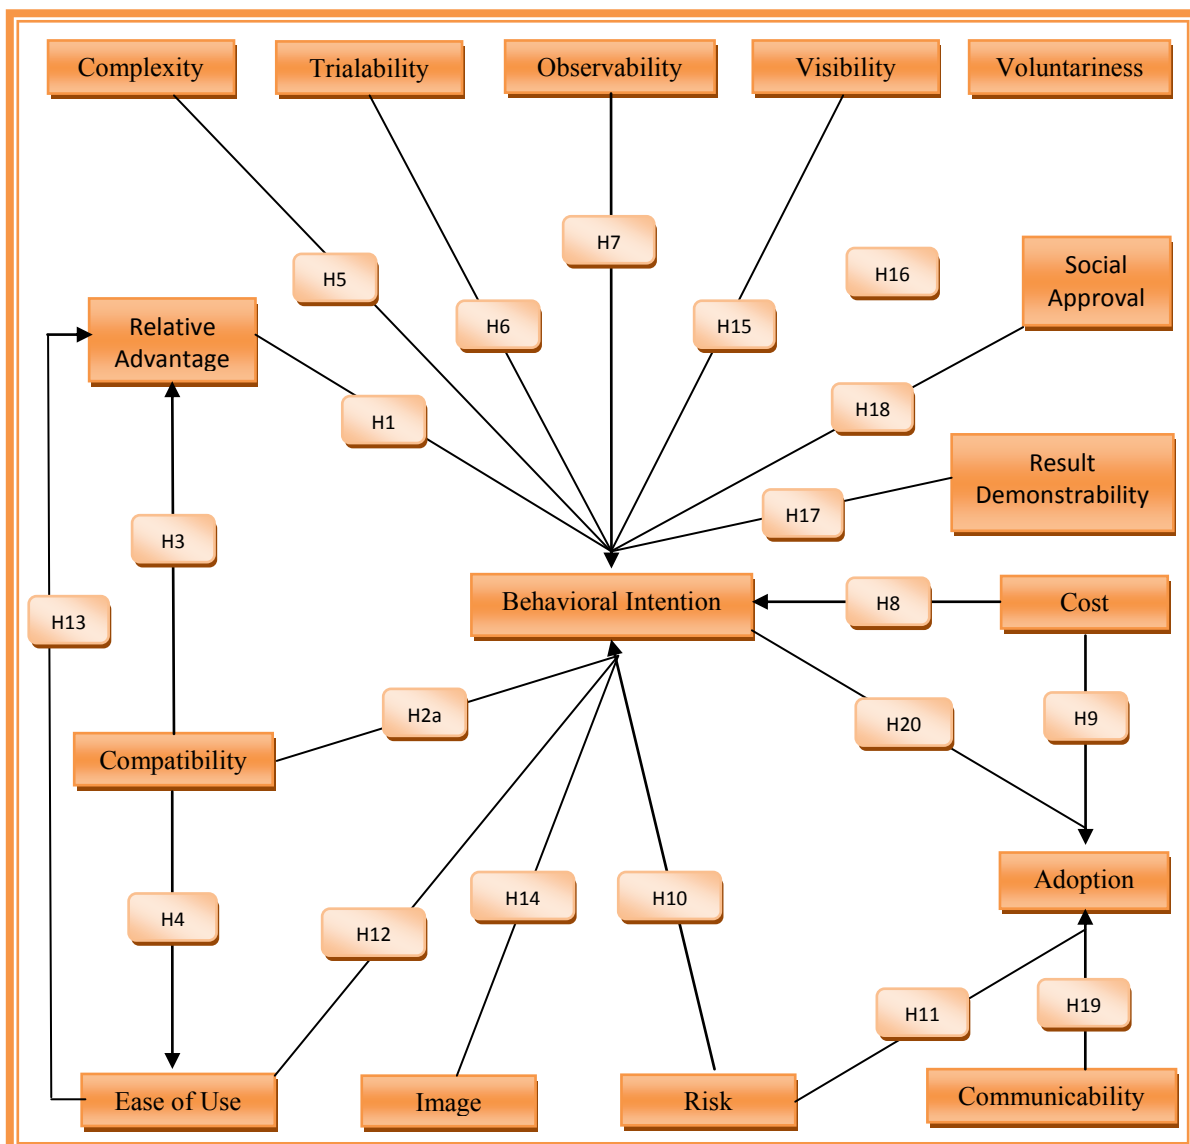 Complexity
Trialability
Observability
Visibility
Voluntariness
H7
H5
H16
Social
Approval
Relative
Advantage
H6
H15
H1
H18
Result
Demonstrability
H17
H3
Behavioral Intention
H8
Cost
H13
H2a
H20
H9
Compatibility
Adoption
H4
H12
H14
H10
H11
H19
Ease of Use
Image
Risk
Communicability